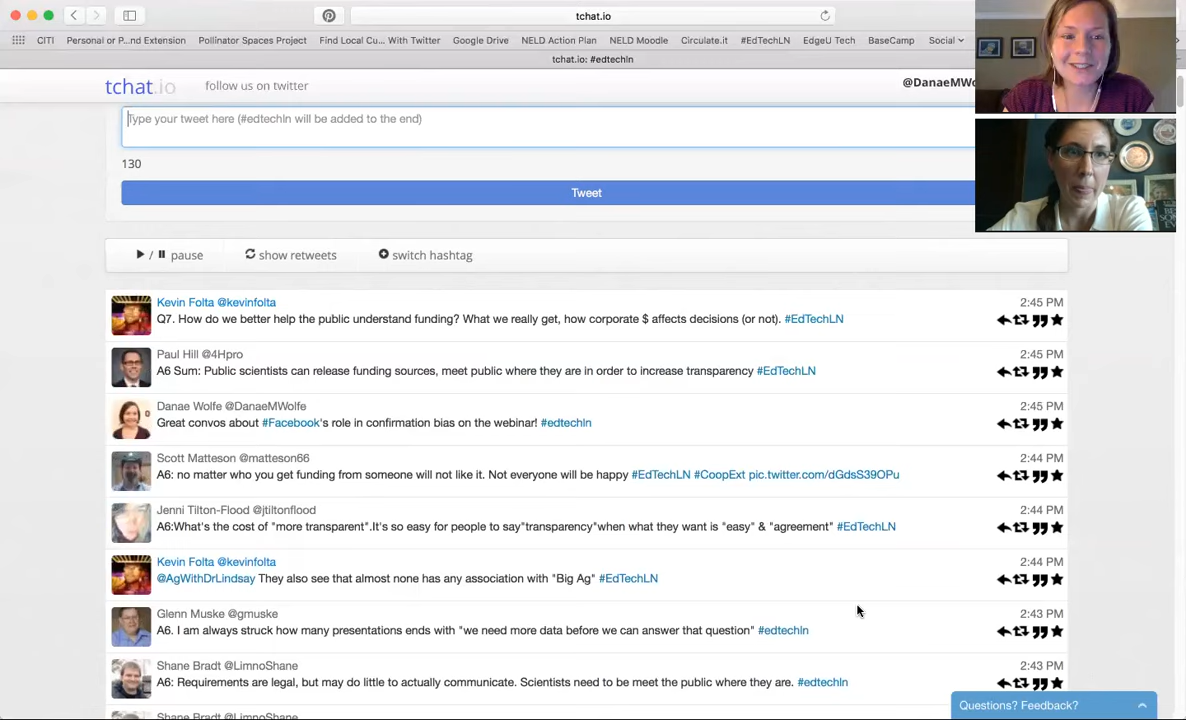 tchat.io
CITI Personal or P...nd Extension Pollinator Spaces Project Find Local Cu... With Twitter Google Drive NELD Action Plan NELD Moodle Circulate.it #EdTechLN EdgeU Tech BaseCamp Social
tchat.io: #edtechln
tchat.io follow us on twitter @DanaeMWo
Type your tweet here (#edtechln will be added to the end)
130
Tweet
/ pause show retweets switch hashtag
Kevin Folta @kevinfolta 2:45 PM
Q7. How do we better help the public understand funding? What we really get, how corporate $ affects decisions (or not). #EdTechLN
Paul Hill @4Hpro 2:45 PM
A6 Sum: Public scientists can release funding sources, meet public where they are in order to increase transparency #EdTechLN
Danae Wolfe @DanaeMWolfe 2:45 PM
Great convos about #Facebook's role in confirmation bias on the webinar! #edtechln
Scott Matteson @matteson66 2:44 PM
A6: no matter who you get funding from someone will not like it. Not everyone will be happy #EdTechLN #CoopExt pic.twitter.com/dGdsS39OPu
Jenni Tilton-Flood @jtiltonflood 2:44 PM
A6:What's the cost of "more transparent".It's so easy for people to say"transparency"when what they want is "easy" & "agreement" #EdTechLN
Kevin Folta @kevinfolta 2:44 PM
@AgWithDrLindsay They also see that almost none has any association with "Big Ag" #EdTechLN
Glenn Muske @gmuske 2:43 PM
A6. I am always struck how many presentations ends with "we need more data before we can answer that question" #edtechln
Shane Bradt @LimnoShane 2:43 PM
A6: Requirements are legal, but may do little to actually communicate. Scientists need to be meet the public where they are. #edtechln
Shane Bradt @LimnoShane
Questions? Feedback?